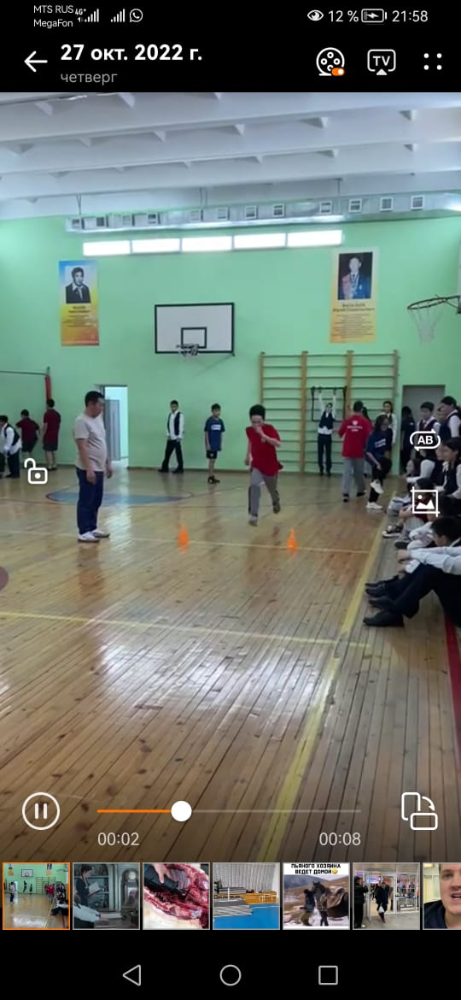 MTS RUS 4G+
MegaFon
12 % 21:58
27 окт. 2022 г.
четверг
TV
AB
00:02
00:08
ПЬЯНОГО ХОЗЯИНА
ВЕДЕТ ДОМОЙ